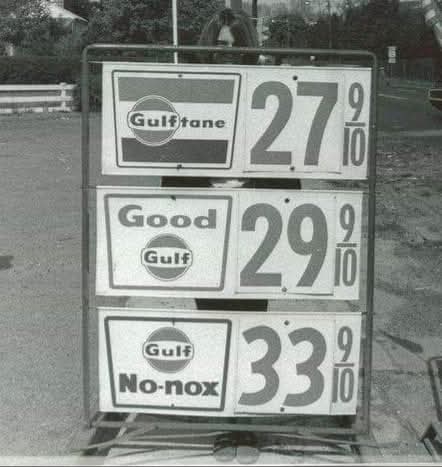 Gulftane 27 9/10
Good
Gulf 29 9/10
Gulf
No-nox 33 9/10